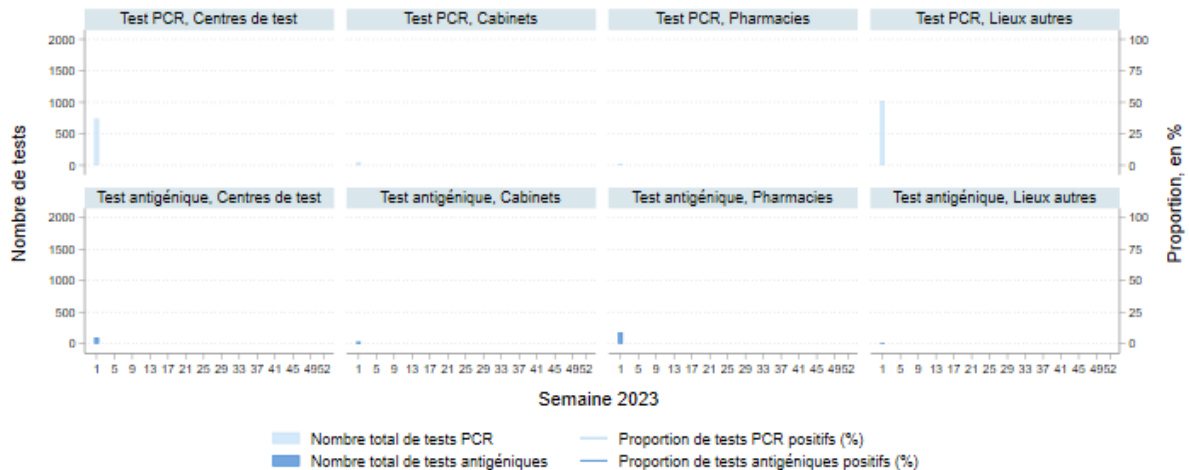 Test PCR, Centres de test Test PCR, Cabinets Test PCR, Pharmacies Test PCR, Lieux autres
2000 100
1500 75
1000 50
500 25
0 0
Nombre de tests
Proportion, en %
Test antigénique, Centres de test Test antigénique, Cabinets Test antigénique, Pharmacies Test antigénique, Lieux autres
2000 100
1500 75
1000 50
500 25
0 0
1 5 9 13 17 21 25 29 33 37 41 45 4952 1 5 9 13 17 21 25 29 33 37 41 45 4952 1 5 9 13 17 21 25 29 33 37 41 45 4952 1 5 9 13 17 21 25 29 33 37 41 45 4952
Semaine 2023
Nombre total de tests PCR Proportion de tests PCR positifs (%)
Nombre total de tests antigéniques Proportion de tests antigéniques positifs (%)